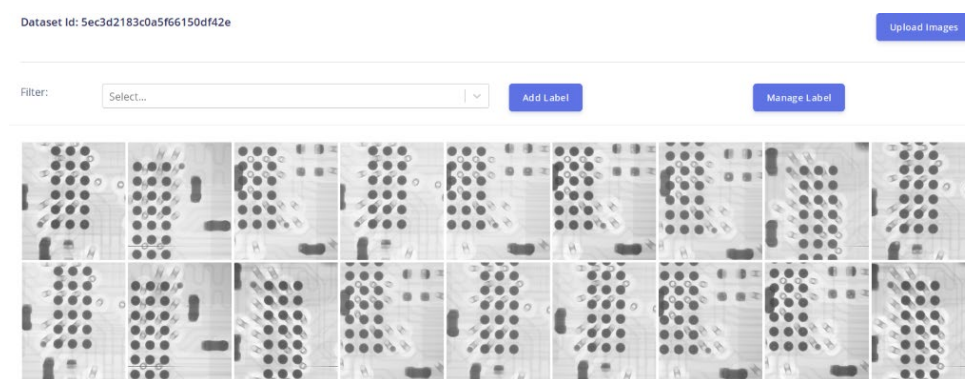 Dataset Id: 5ec3d2183c0a5f66150df42e
Upload Images
Filter:
Select...
Add Label
Manage Label